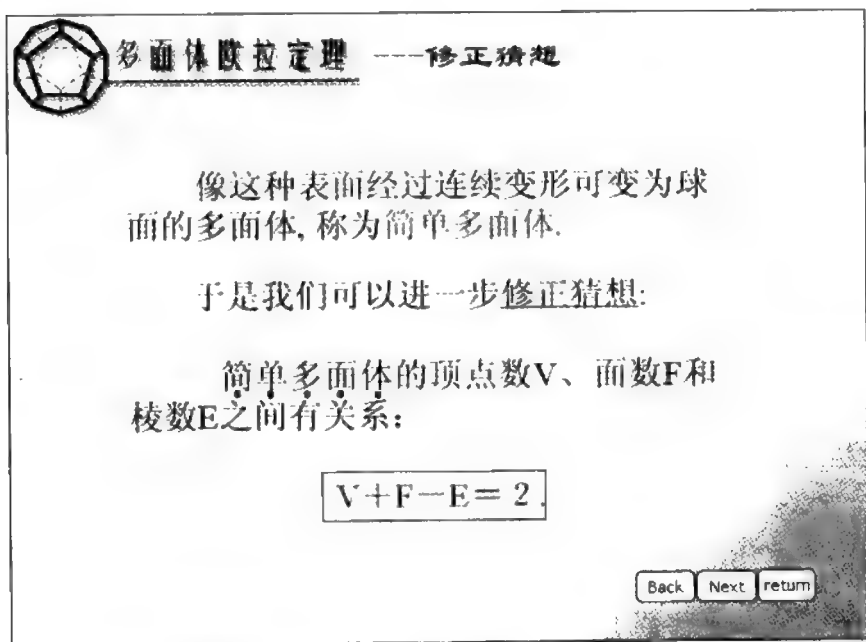 多面体欧拉定理 ---修正猜想
像这种表面经过连续变形可变为球
面的多面体, 称为简单多面体.
于是我们可以进一步修正猜想:
简单多面体的顶点数V、面数F和
棱数E之间有关系：
V+F-E= 2.
Back Next return